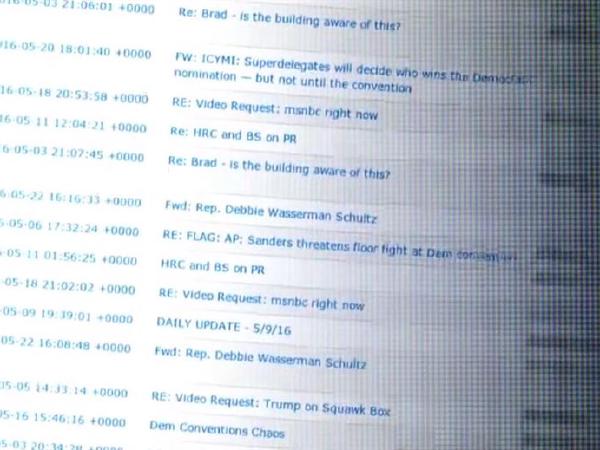 16-05-03 21:06:01 +0000 Re: Brad - is the building aware of this?
16-05-20 18:01:40 +0000 FW: ICYMI: Superdelegates will decide who wins the Democratic
nomination — but not until the convention
16-05-18 20:53:58 +0000 RE: Video Request: msnbc right now
16-05-11 12:04:21 +0000 Re: HRC and BS on PR
6-05-03 21:07:45 +0000 Re: Brad - is the building aware of this?
6-05-22 16:16:33 +0000 Fwd: Rep. Debbie Wasserman Schultz
-05-06 17:32:24 +0000 RE: FLAG: AP: Sanders threatens floor fight at Dem convention
-05-11 01:56:25 +0000 HRC and BS on PR
-05-18 21:02:02 +0000 RE: Video Request: msnbc right now
-05-09 19:39:01 +0000 DAILY UPDATE - 5/9/16
05-22 16:08:48 +0000 Fwd: Rep. Debbie Wasserman Schultz
05-05 14:33:14 +0000 RE: Video Request: Trump on Squawk Box
05-16 15:46:16 +0000 Dem Conventions Chaos
5-03 20:34:28 +0000